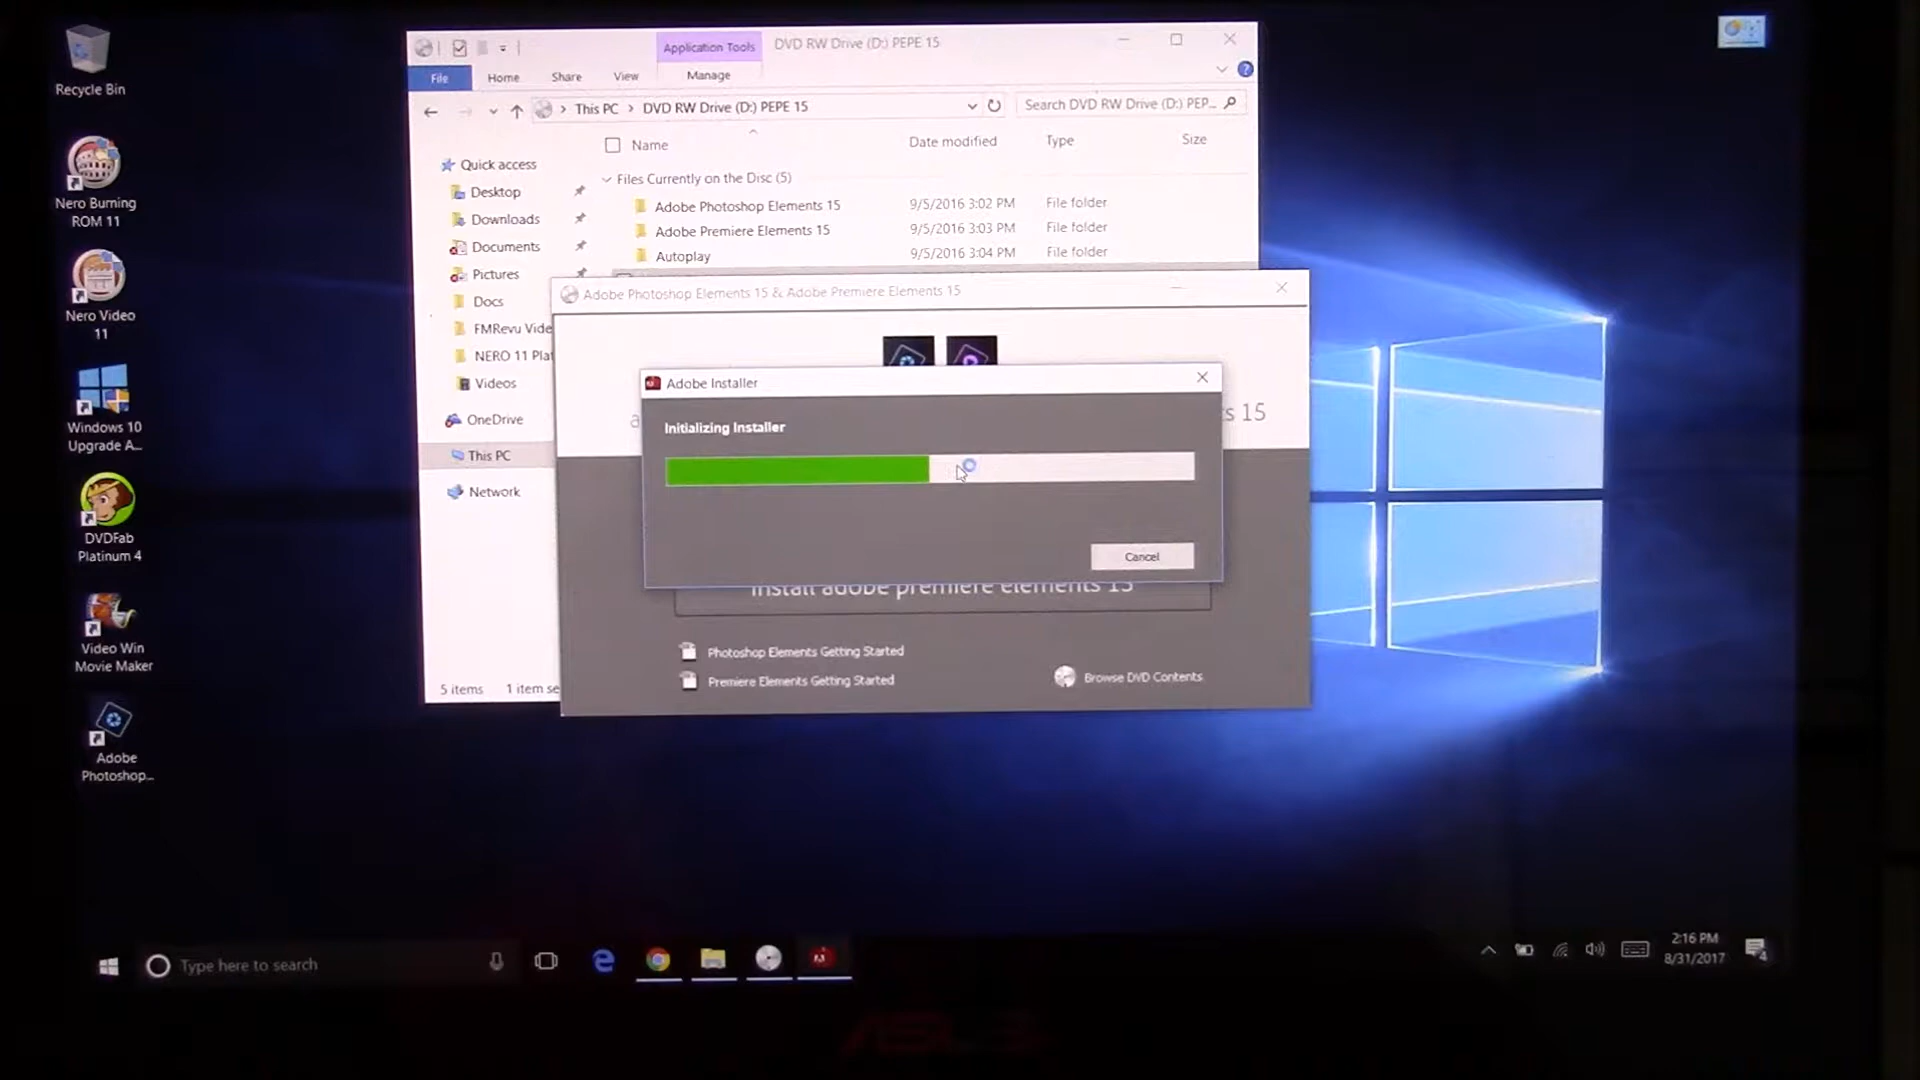 Recycle Bin
Nero Burning
ROM 11
Nero Video
11
Windows 10
Upgrade A...
DVDFab
Platinum 4
Video Win
Movie Maker
Adobe
Photoshop...
Application Tools
DVD RW Drive (D:) PEPE 15
File
Home
Share
View
Manage
This PC > DVD RW Drive (D:) PEPE 15
Search DVD RW Drive (D:) PEP...
Name
Date modified
Type
Size
Quick access
Desktop
Downloads
Documents
Pictures
Docs
FMRevu Vide
NERO 11 Pla
Videos
OneDrive
This PC
Network
5 items
1 item se
Files Currently on the Disc (5)
Adobe Photoshop Elements 15 9/5/2016 3:02 PM File folder
Adobe Premiere Elements 15 9/5/2016 3:03 PM File folder
Autoplay 9/5/2016 3:04 PM File folder
Adobe Photoshop Elements 15 & Adobe Premiere Elements 15
a
s 15
Adobe Installer
Initializing Installer
Cancel
install adobe premiere elements 15
Photoshop Elements Getting Started
Premiere Elements Getting Started
Browse DVD Contents
Type here to search
2:16 PM
8/31/2017
4